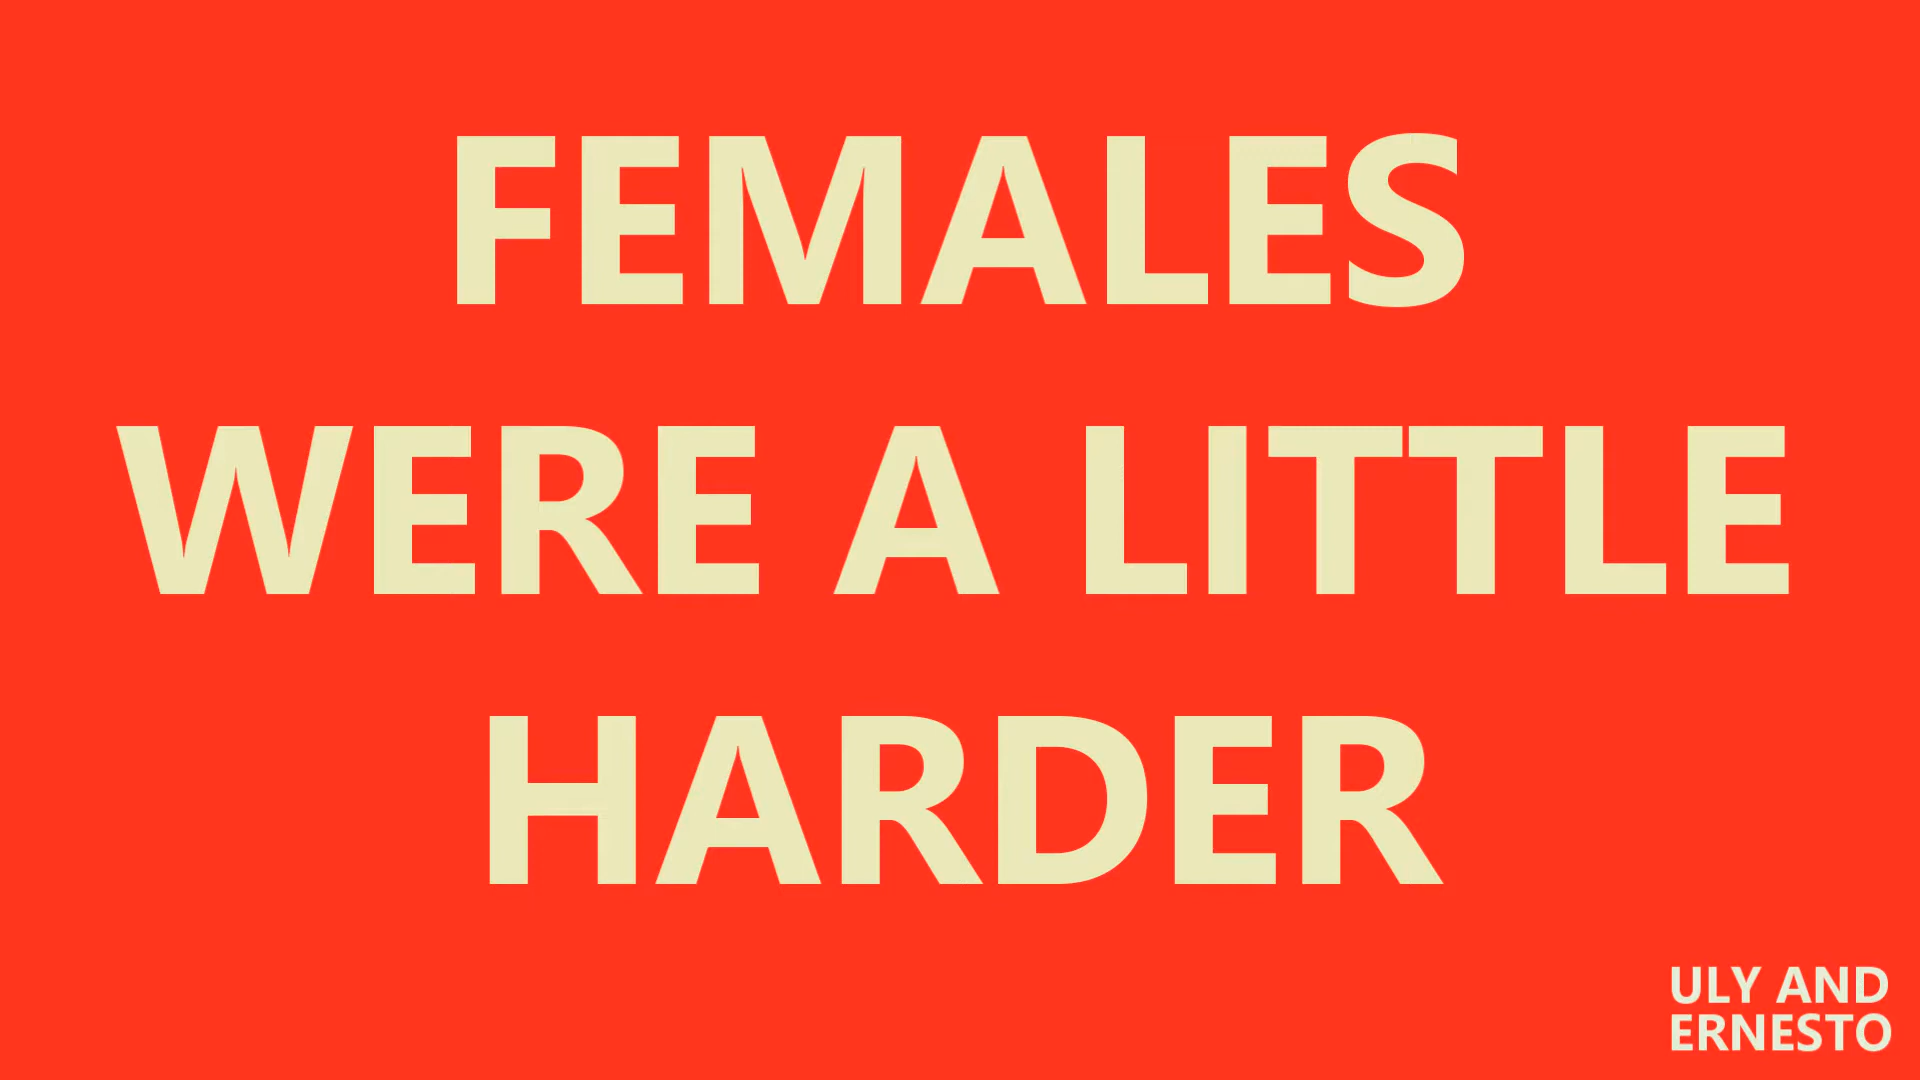 FEMALES
WERE A LITTLE
HARDER
ULY AND
ERNESTO